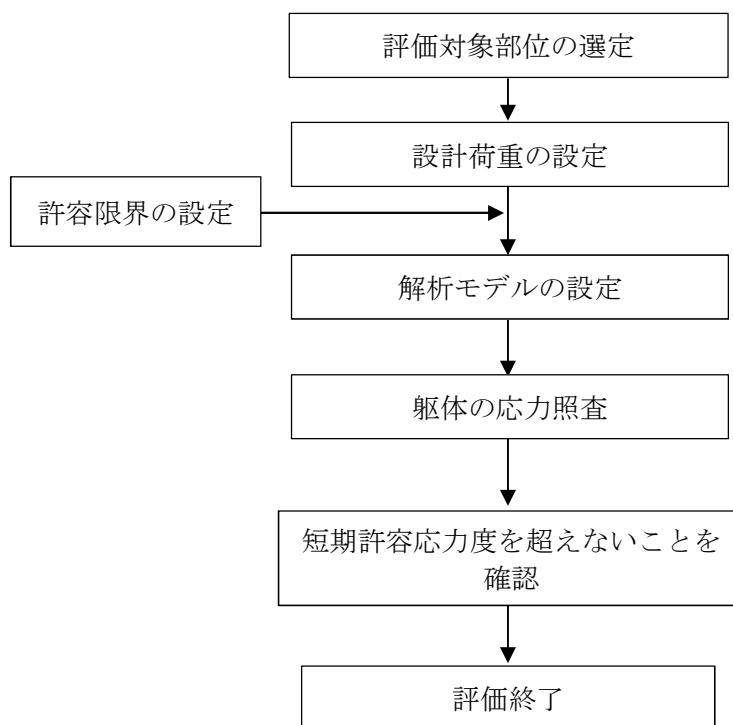 評価対象部位の選定
設計荷重の設定
許容限界の設定
解析モデルの設定
躯体の応力照査
短期許容応力度を超えないことを
確認
評価終了